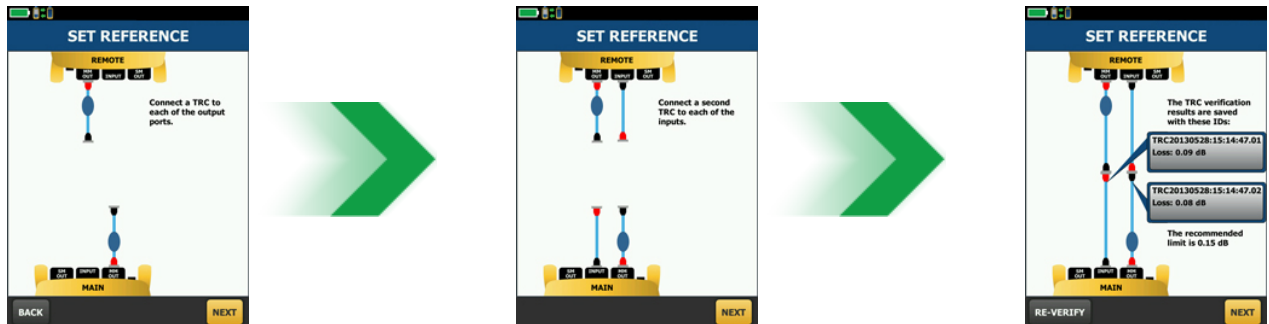 SET REFERENCE
REMOTE
MM OUT INPUT SM OUT
Connect a TRC to
each of the output
ports.
SM OUT INPUT MM OUT
MAIN
BACK
NEXT
SET REFERENCE
REMOTE
MM OUT INPUT SM OUT
Connect a second
TRC to each of the
inputs.
SM OUT INPUT MM OUT
MAIN
NEXT
SET REFERENCE
REMOTE
MM OUT INPUT SM OUT
The TRC verification
results are saved
with these IDs:
TRC20130528:15:14:47.01
Loss: 0.09 dB
TRC20130528:15:14:47.02
Loss: 0.08 dB
The recommended
limit is 0.15 dB
SM OUT INPUT MM OUT
MAIN
RE-VERIFY
NEXT